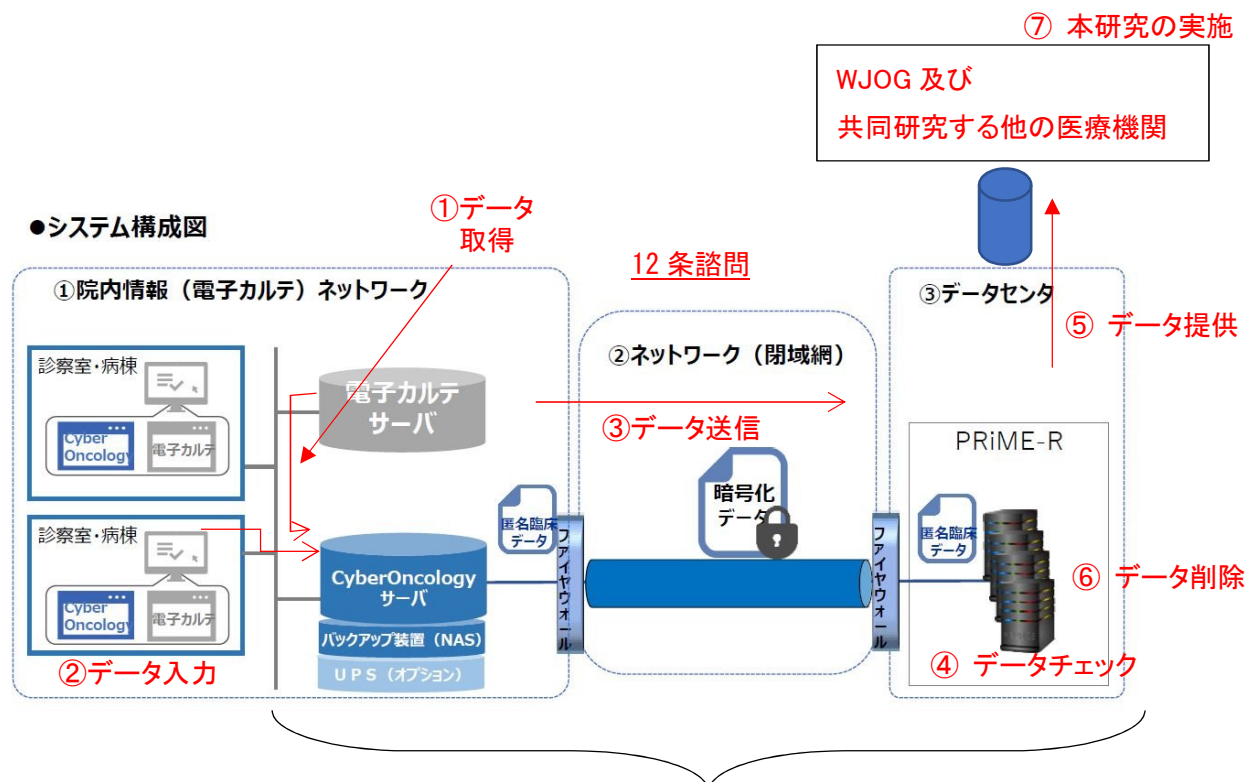 ⑦ 本研究の実施
WJOG 及び
共同研究する他の医療機関
●システム構成図
①データ
取得
12 条諮問
①院内情報（電子カルテ）ネットワーク
②ネットワーク（閉域網）
③データセンタ
⑤ データ提供
診察室・病棟
Cyber
Oncology
電子カルテ
電子カルテ
サーバ
③データ送信
暗号化
データ
PRiME-R
診察室・病棟
Cyber
Oncology
電子カルテ
CyberOncology
サーバ
バックアップ装置（NAS）
ＵＰＳ（オプション）
匿名臨床
データ
ファイヤウォール
ファイヤウォール
匿名臨床
データ
⑥ データ削除
④ データチェック
②データ入力